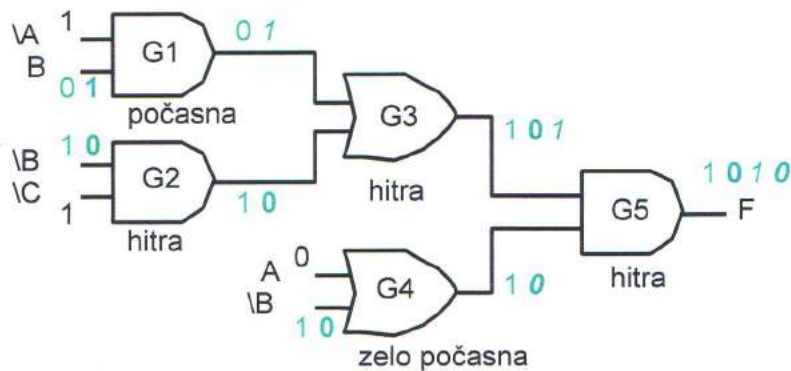 \A 1
G1
0 1
B
0 1
počasna
G3
1 0 1
hitra
\B 1 0
G2
1 0
\C 1
hitra
1 0 1 0
G5
F
hitra
A 0
G4
1 0
\B
1 0
zelo počasna